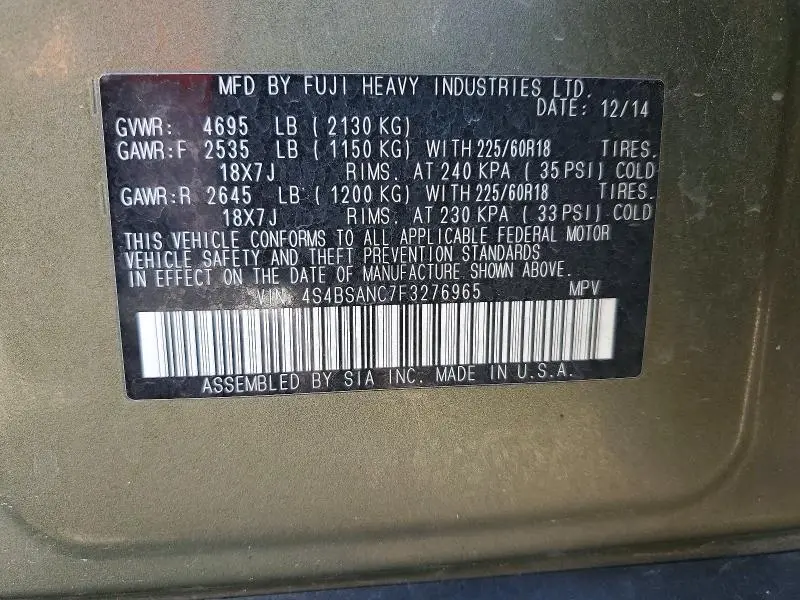 MFD BY FUJI HEAVY INDUSTRIES LTD.
DATE: 12/14
GVWR: 4695 LB ( 2130 KG)
GAWR:F 2535 LB ( 1150 KG) WITH 225/60R18 TIRES.
18X7J RIMS. AT 240 KPA ( 35 PSI) COLD
GAWR:R 2645 LB ( 1200 KG) WITH 225/60R18 TIRES.
18X7J RIMS. AT 230 KPA ( 33 PSI) COLD
THIS VEHICLE CONFORMS TO ALL APPLICABLE FEDERAL MOTOR
VEHICLE SAFETY AND THEFT PREVENTION STANDARDS
IN EFFECT ON THE DATE OF MANUFACTURE SHOWN ABOVE.
VIN 4S4BSANC7F3276965 MPV
ASSEMBLED BY SIA INC. MADE IN U.S.A.